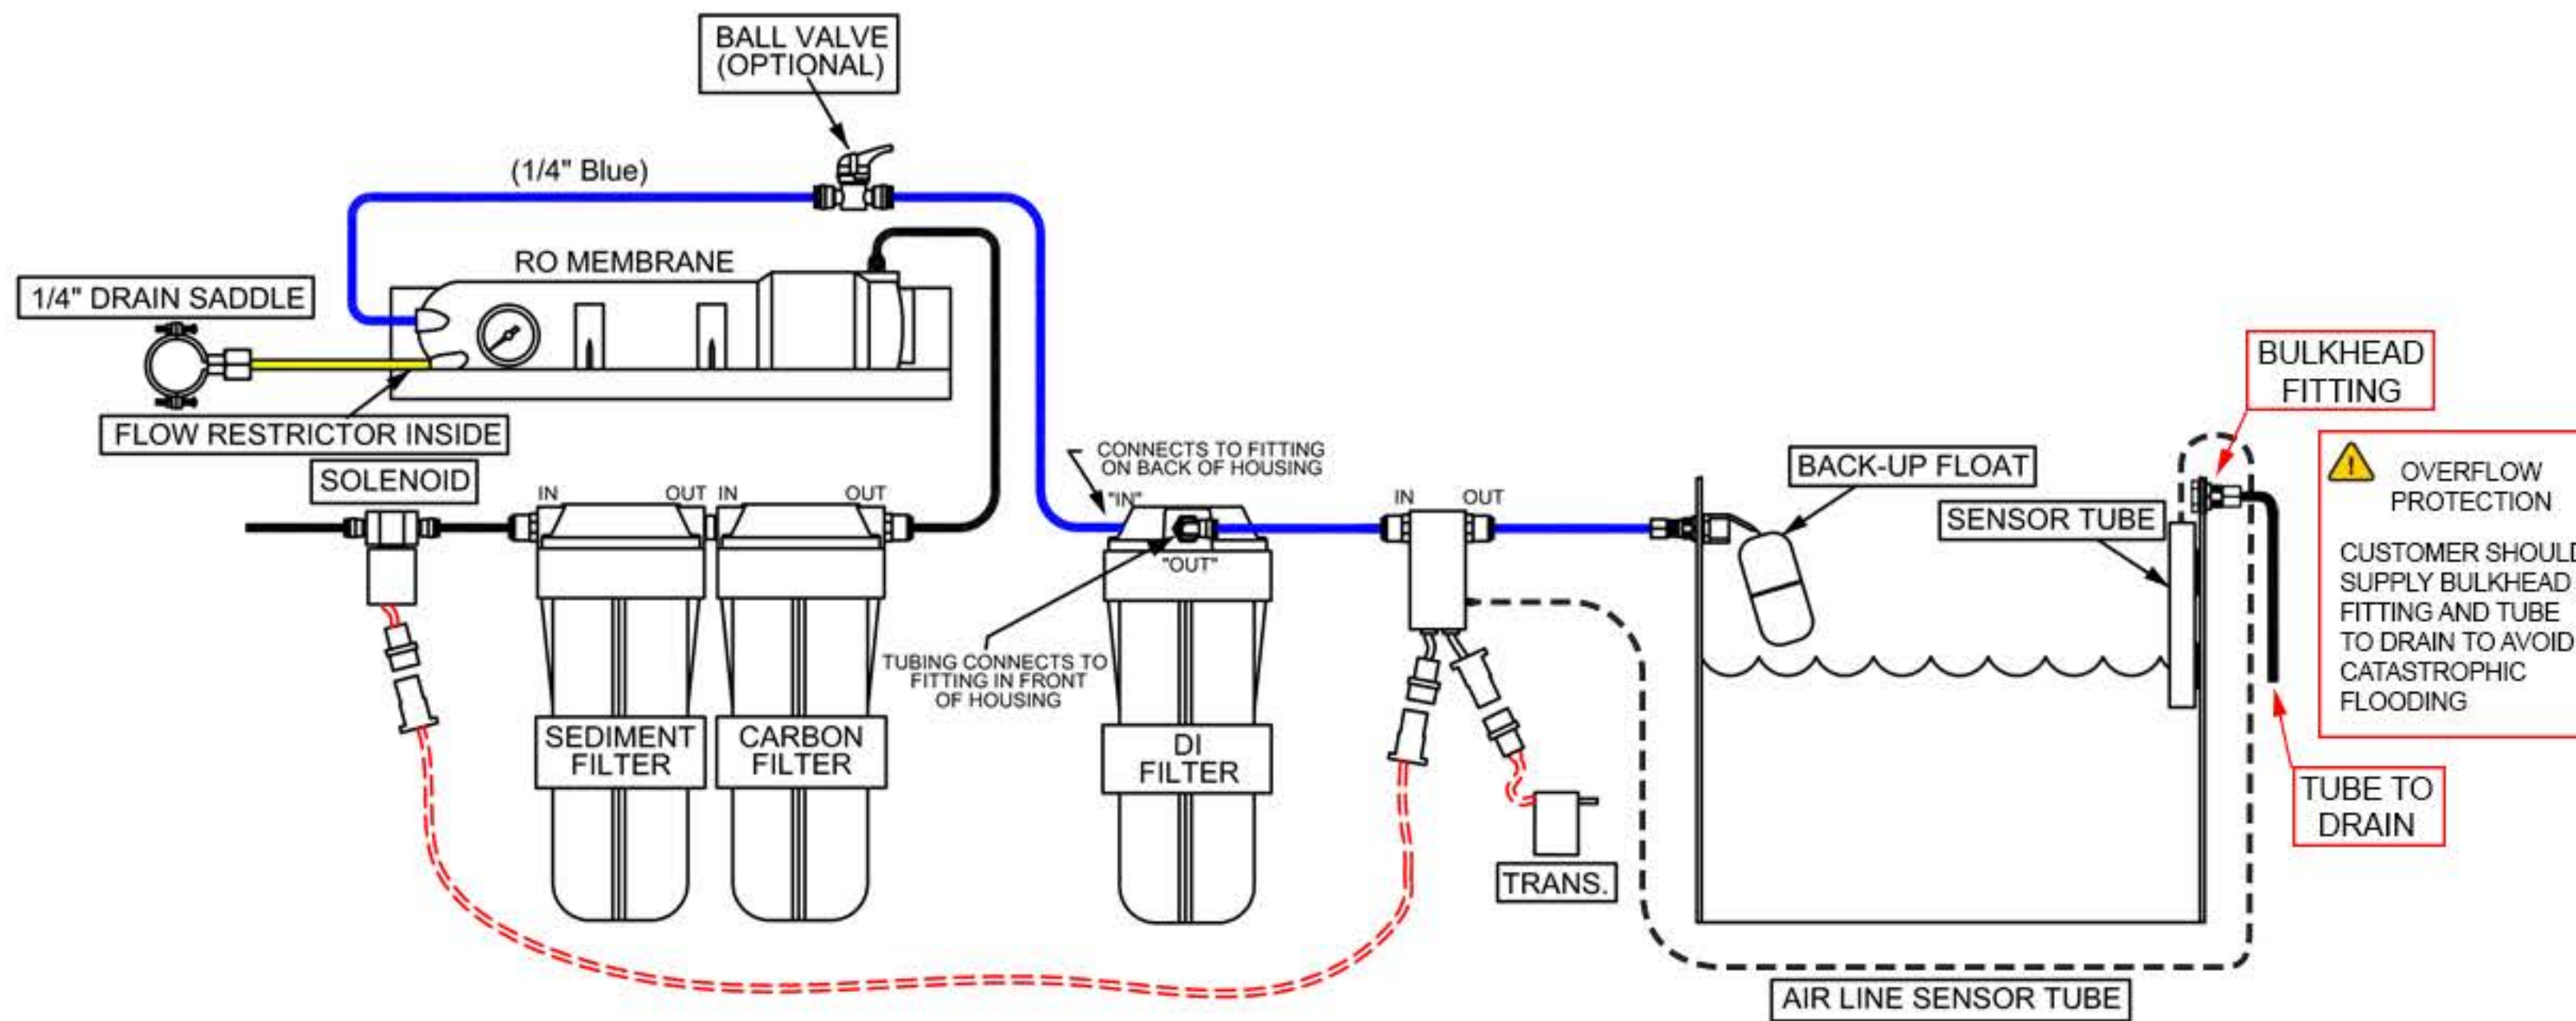 BALL VALVE
(OPTIONAL)
(1/4" Blue)
RO MEMBRANE
1/4" DRAIN SADDLE
FLOW RESTRICTOR INSIDE
SOLENOID
IN
OUT
IN
OUT
SEDIMENT
FILTER
CARBON
FILTER
CONNECTS TO FITTING
ON BACK OF HOUSING
"IN"
"OUT"
TUBING CONNECTS TO
FITTING IN FRONT
OF HOUSING
DI
FILTER
IN
OUT
TRANS.
BACK-UP FLOAT
SENSOR TUBE
BULKHEAD
FITTING
OVERFLOW
PROTECTION
CUSTOMER SHOULD
SUPPLY BULKHEAD
FITTING AND TUBE
TO DRAIN TO AVOID
CATASTROPHIC
FLOODING
TUBE TO
DRAIN
AIR LINE SENSOR TUBE